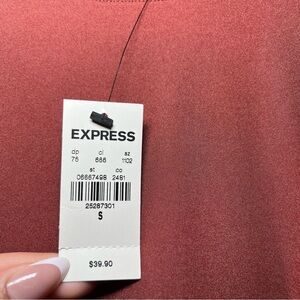 EXPRESS
dp cl sz
76 666 1102
st co
06667498 2481
25287301
S
$39.90